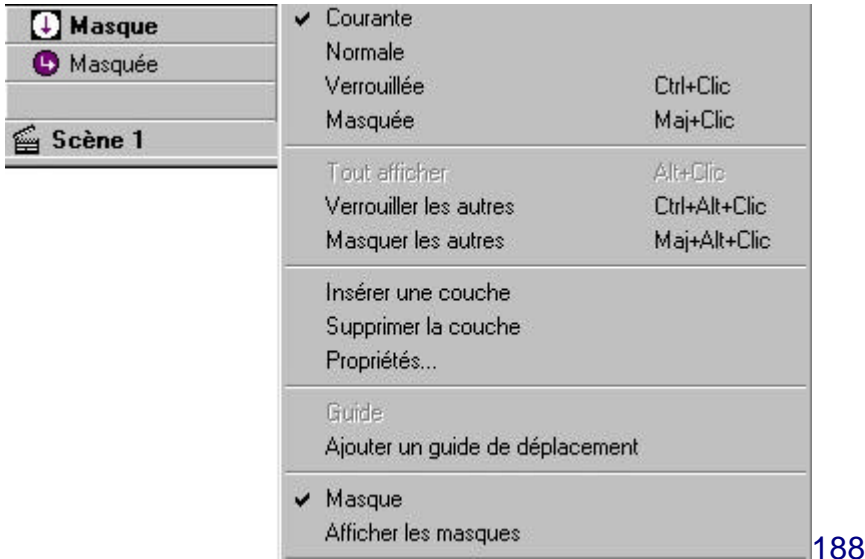 Masque
Masquée
Scène 1
Courante
Normale
Verrouillée Ctrl+Clic
Masquée Maj+Clic
Tout afficher Alt+Clic
Verrouiller les autres Ctrl+Alt+Clic
Masquer les autres Maj+Alt+Clic
Insérer une couche
Supprimer la couche
Propriétés...
Guide
Ajouter un guide de déplacement
Masque
Afficher les masques
188